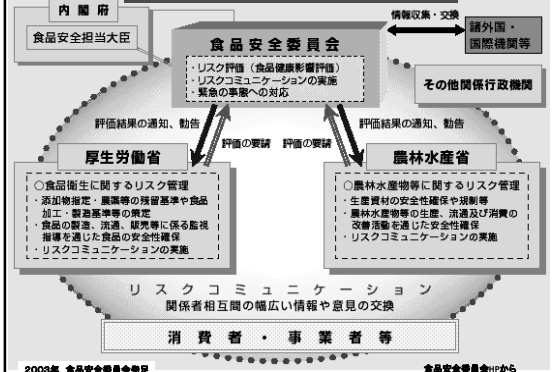 内閣府
食品安全担当大臣
食品安全委員会
・リスク評価（食品健康影響評価）
・リスクコミュニケーションの実施
・緊急の事態への対応
情報収集・交換
諸外国・
国際機関等
その他関係行政機関
評価結果の通知、勧告
評価の要請
評価の要請
評価結果の通知、勧告
厚生労働省
○食品衛生に関するリスク管理
・添加物指定・農薬等の残留基準や食品
加工・製造基準等の策定
・食品の製造、流通、販売等に係る監視
指導を通じた食品の安全性確保
・リスクコミュニケーションの実施
農林水産省
○農林水産物等に関するリスク管理
・生産資材の安全性確保や規制等
・農林水産物等の生産、流通及び消費の
改善活動を通じた安全性確保
・リスクコミュニケーションの実施
リスクコミュニケーション
関係者相互間の幅広い情報や意見の交換
消費者・事業者等
2003年 食品安全委員会発足
食品安全委員会HPから